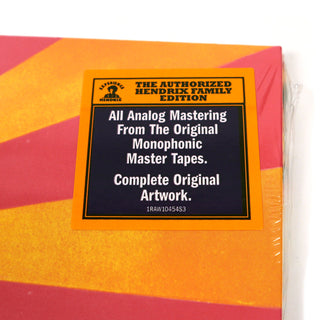 EXPERIENCE
HENDRIX
THE AUTHORIZED
HENDRIX FAMILY
EDITION
All Analog Mastering
From The Original
Monophonic
Master Tapes.
Complete Original
Artwork.
1RAW1045453